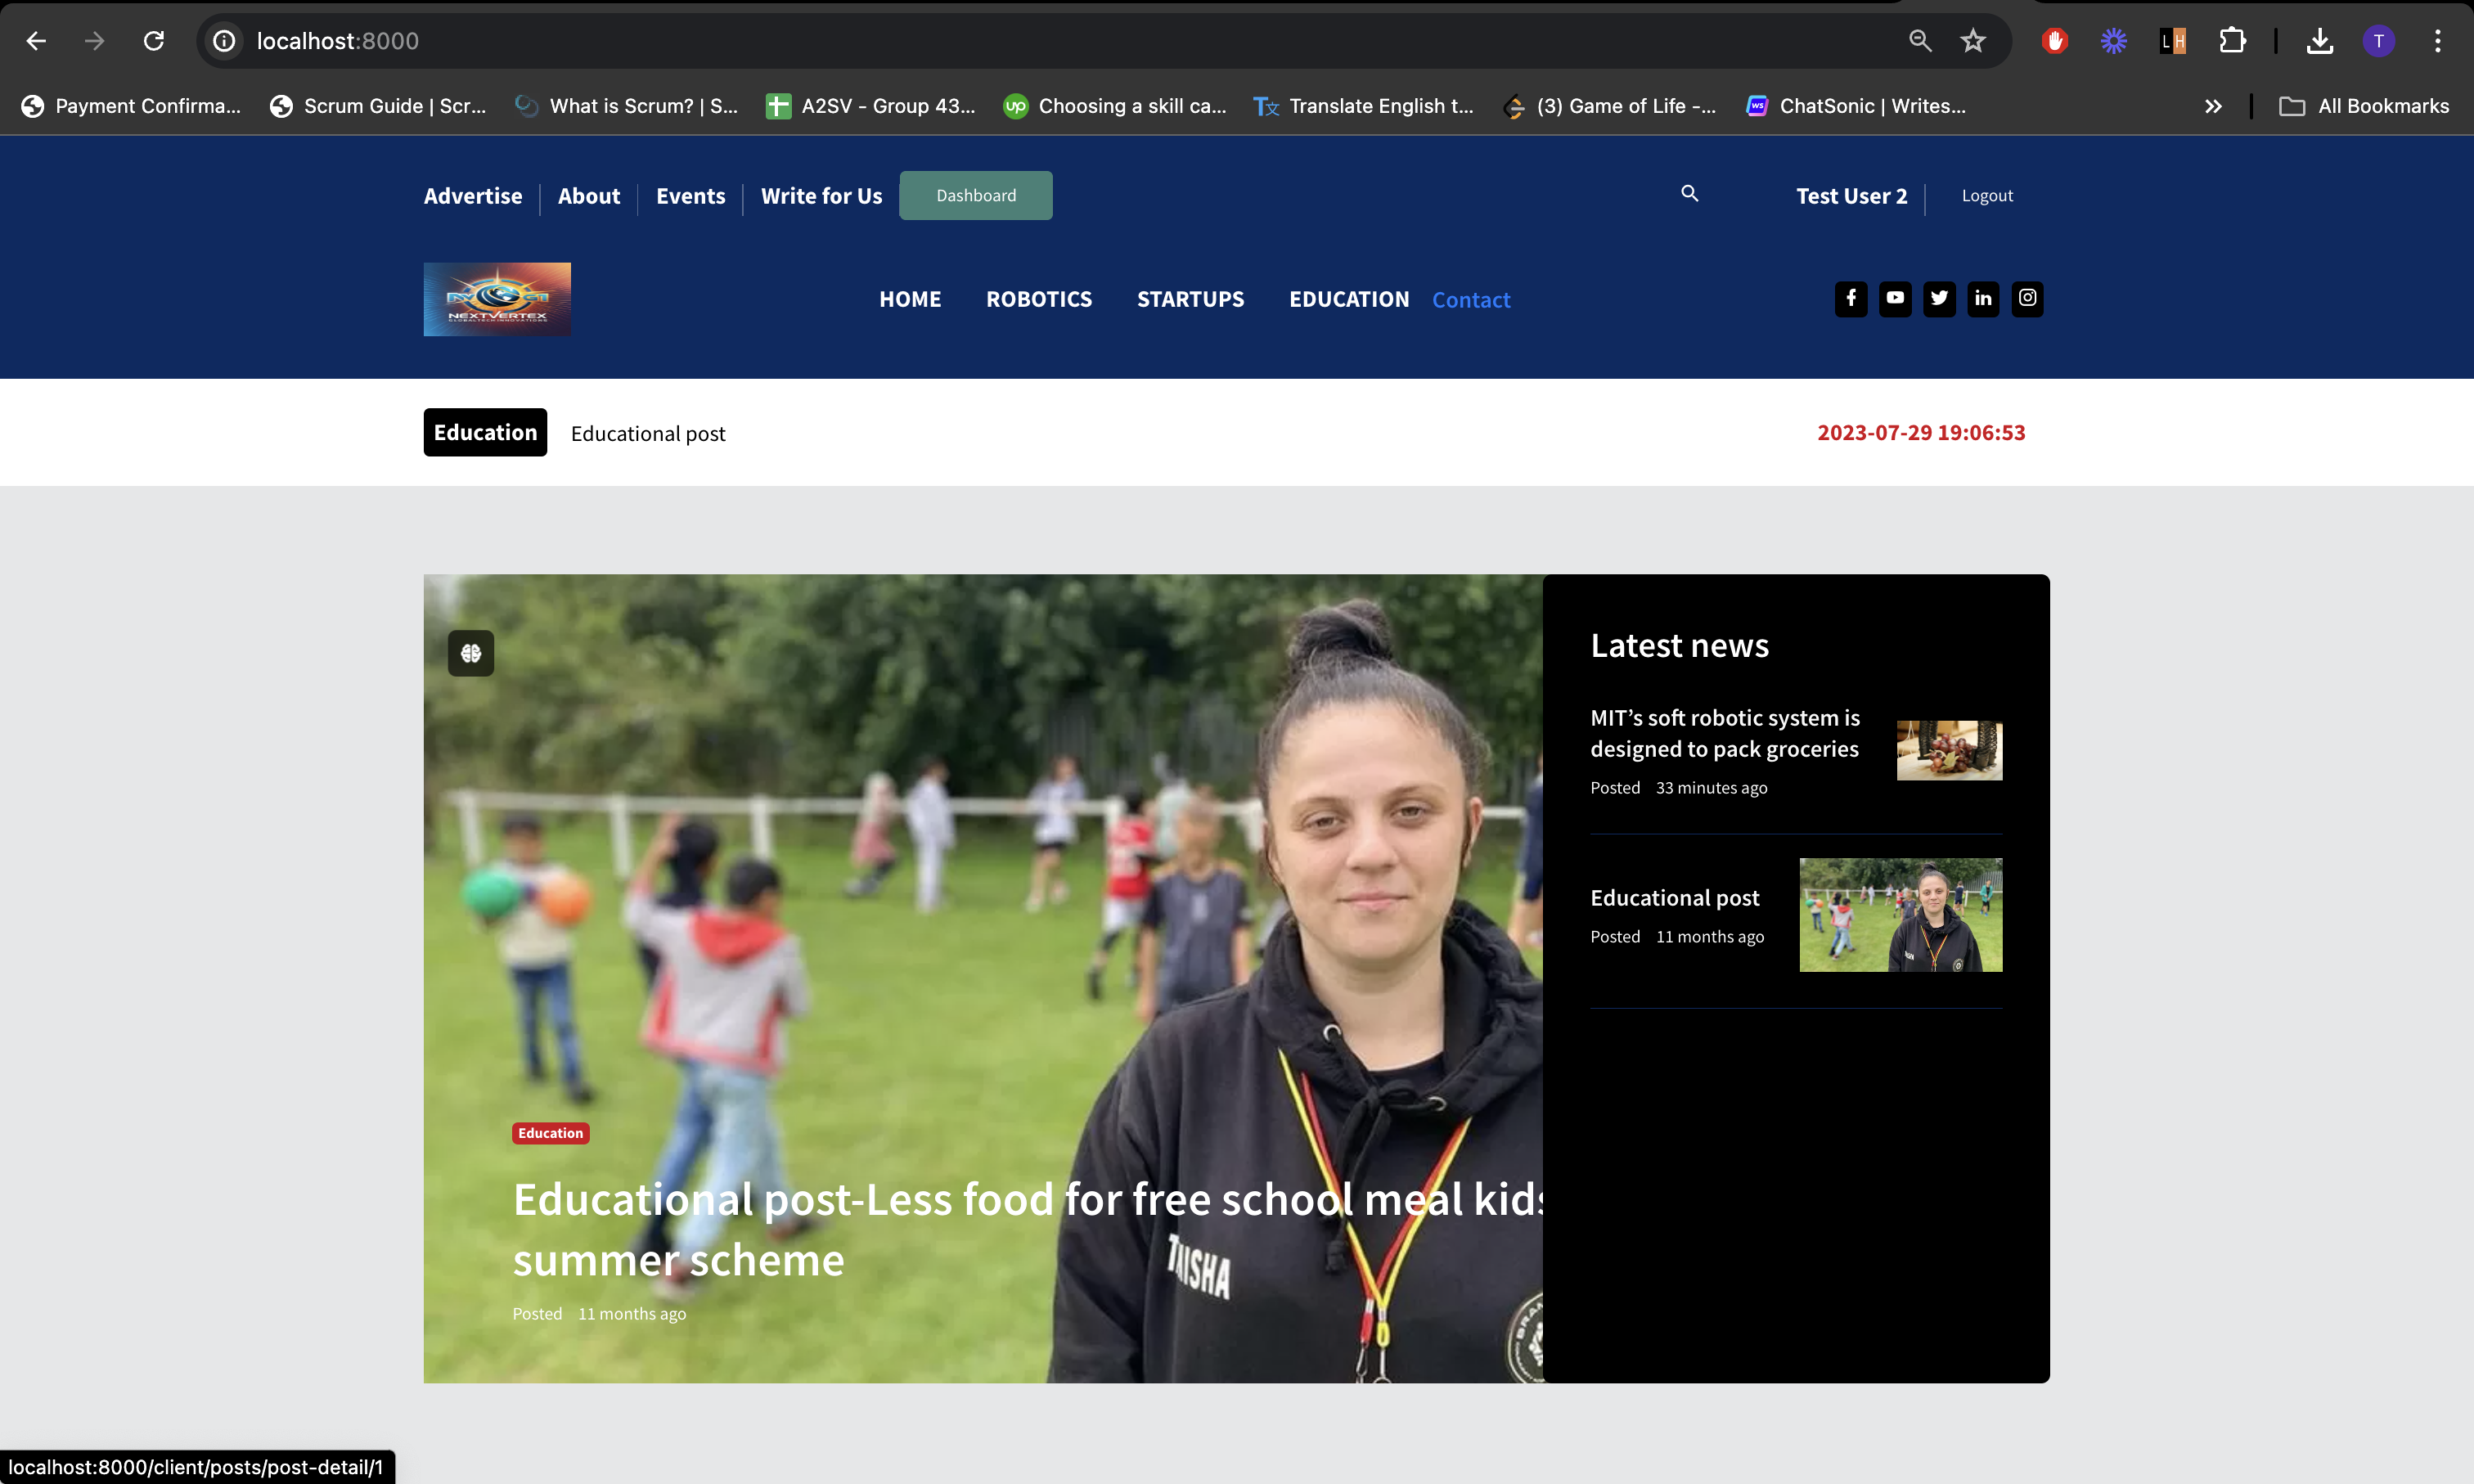 localhost:8000
T
Payment Confirma...
Scrum Guide | Scr...
What is Scrum? | S...
A2SV - Group 43...
Choosing a skill ca...
Translate English t...
(3) Game of Life -...
ChatSonic | Writes...
All Bookmarks
Advertise
About
Events
Write for Us
Dashboard
Test User 2
Logout
NEXTVERTEX
HOME
ROBOTICS
STARTUPS
EDUCATION
Contact
Education
Educational post
2023-07-29 19:06:53
Education
Educational post-Less food for free school meal kids
summer scheme
Posted 11 months ago
Latest news
MIT’s soft robotic system is
designed to pack groceries
Posted 33 minutes ago
Educational post
Posted 11 months ago
localhost:8000/client/posts/post-detail/1